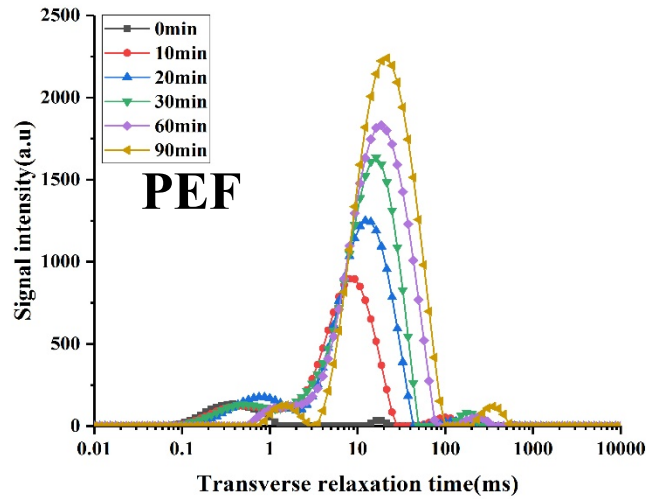 2500
2000
1500
1000
500
0
Signal intensity(a.u)
0min
10min
20min
30min
60min
90min
PEF
0.01 0.1 1 10 100 1000 10000
Transverse relaxation time(ms)